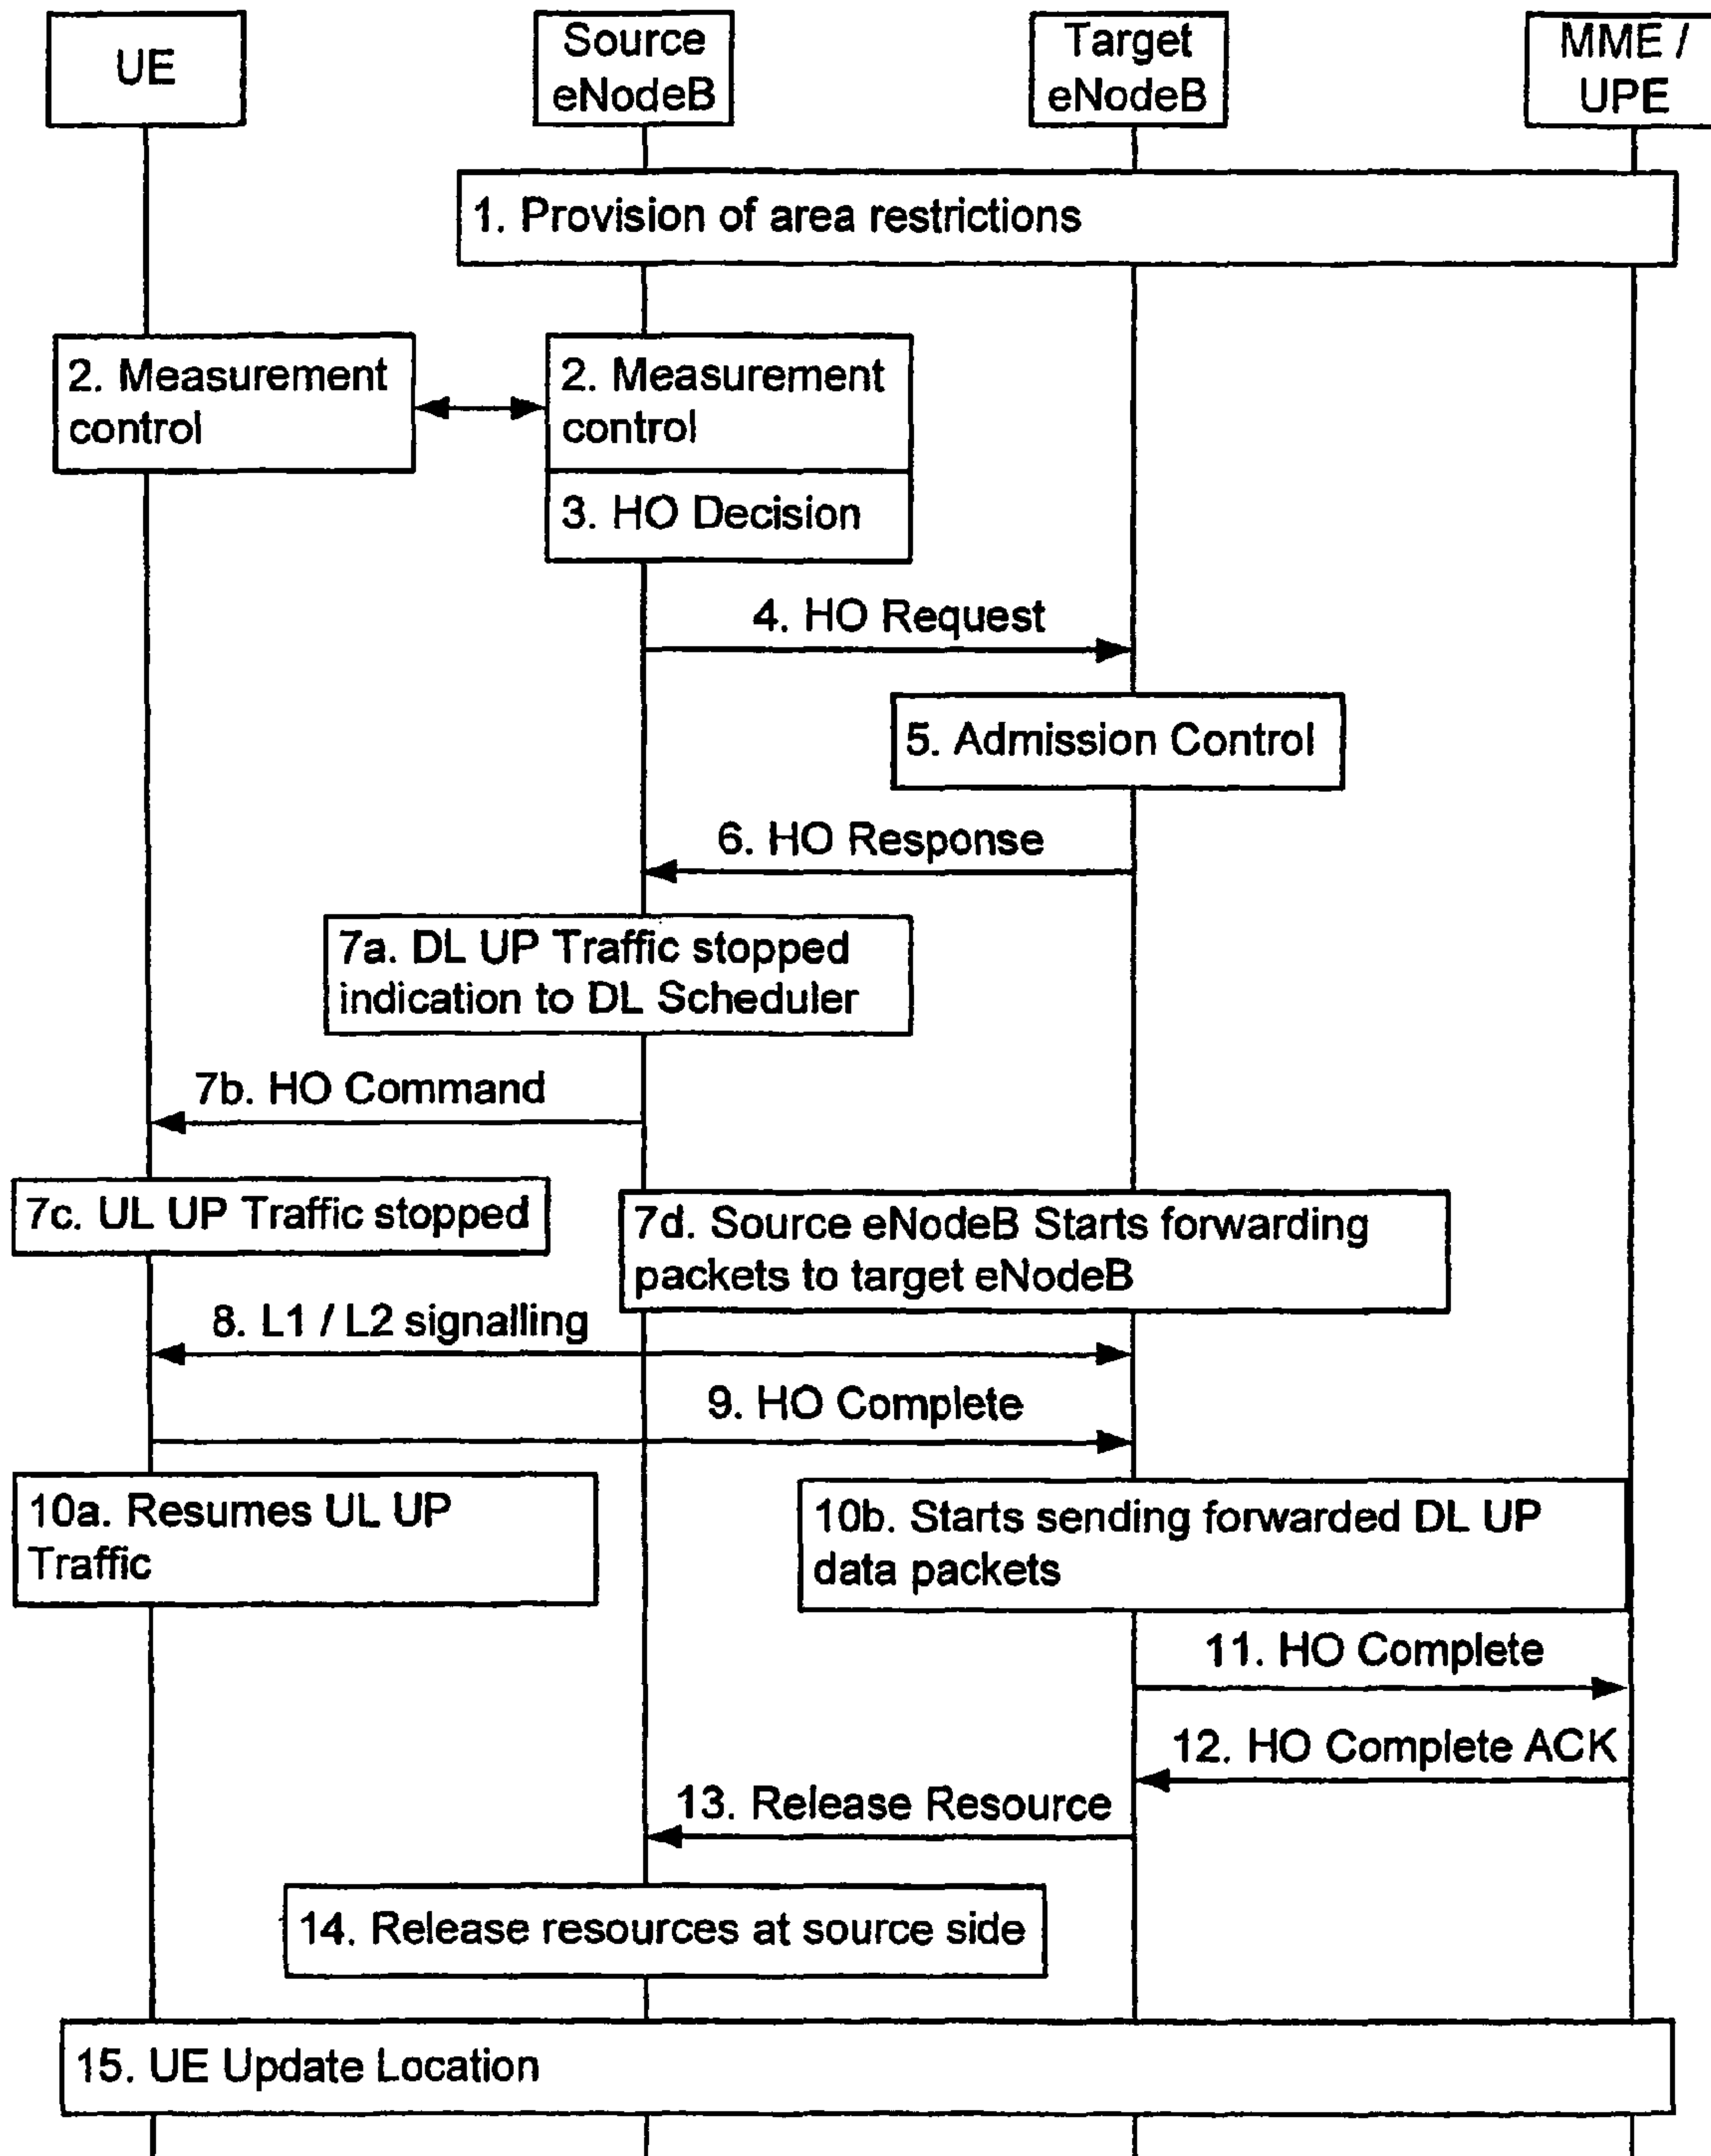 UE
Source
eNodeB
Target
eNodeB
MME /
UPE
1. Provision of area restrictions
2. Measurement
control
2. Measurement
control
3. HO Decision
4. HO Request
5. Admission Control
6. HO Response
7a. DL UP Traffic stopped
indication to DL Scheduler
7b. HO Command
7c. UL UP Traffic stopped
7d. Source eNodeB Starts forwarding
packets to target eNodeB
8. L1 / L2 signalling
9. HO Complete
10a. Resumes UL UP
Traffic
10b. Starts sending forwarded DL UP
data packets
11. HO Complete
12. HO Complete ACK
13. Release Resource
14. Release resources at source side
15. UE Update Location